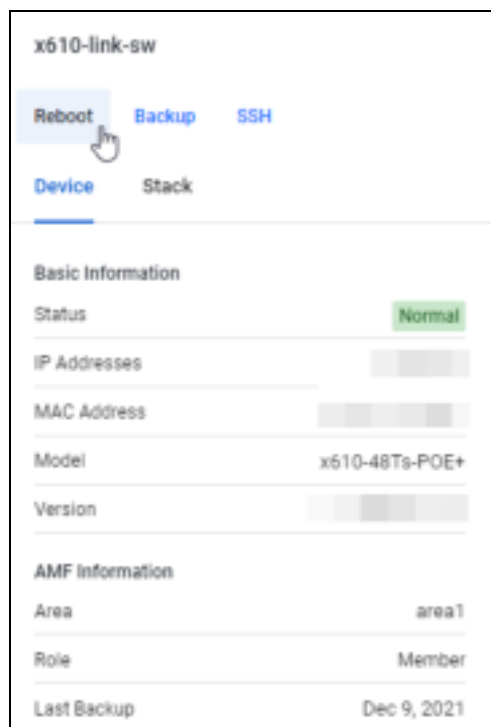 x610-link-sw
Reboot Backup SSH
Device Stack
Basic Information
Status Normal
IP Addresses
MAC Address
Model x610-48Ts-POE+
Version
AMF Information
Area area1
Role Member
Last Backup Dec 9, 2021